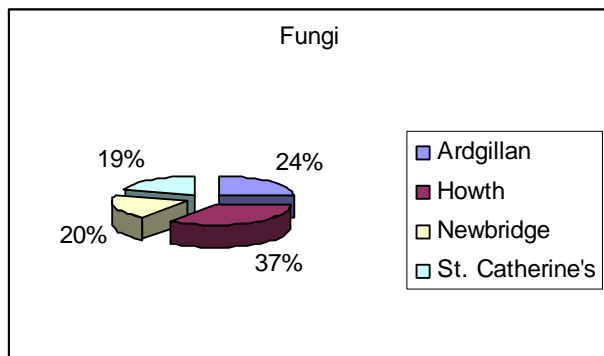 Fungi
19%
24%
20%
37%
Ardgillan
Howth
Newbridge
St. Catherine's